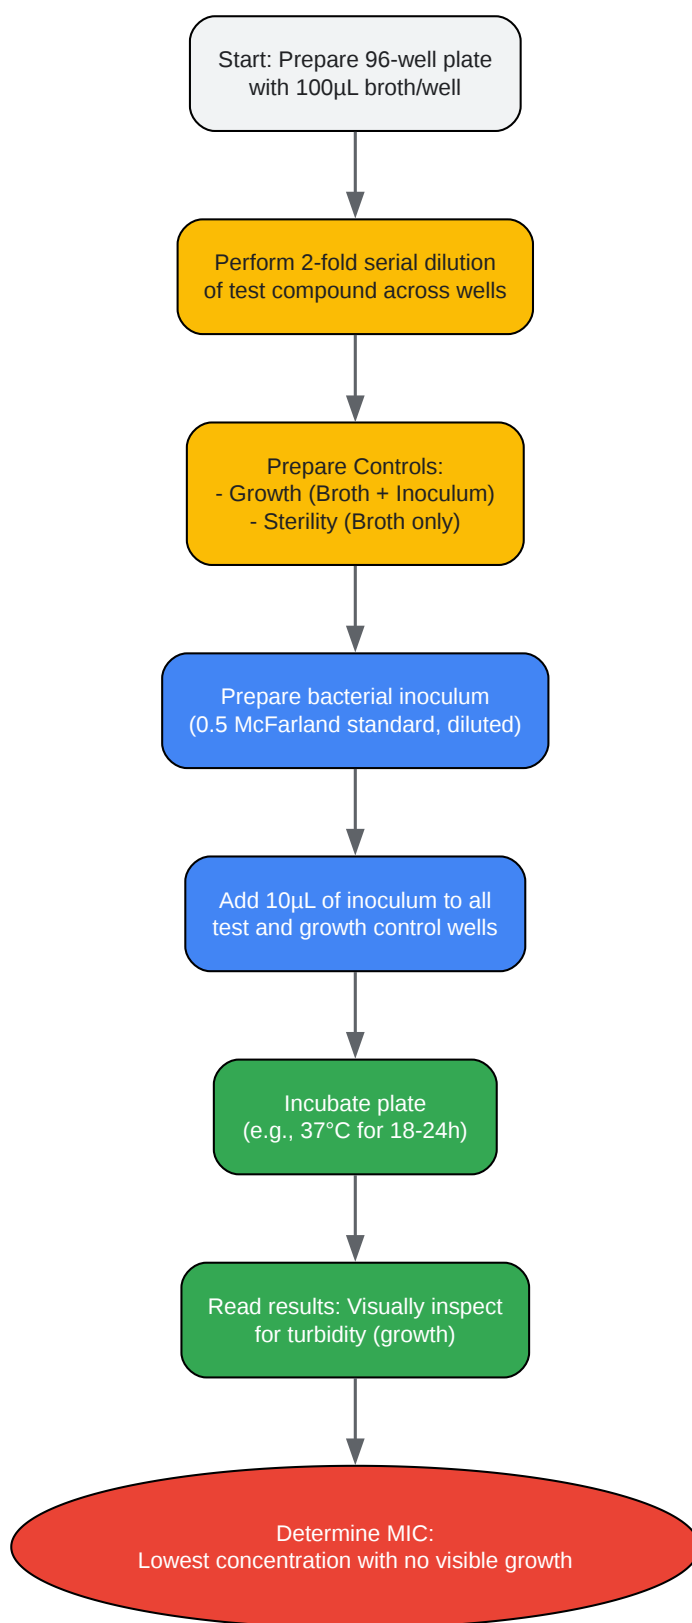 Start: Prepare 96-well plate
with 100µL broth/well
Perform 2-fold serial dilution
of test compound across wells
Prepare Controls:
- Growth (Broth + Inoculum)
- Sterility (Broth only)
Prepare bacterial inoculum
(0.5 McFarland standard, diluted)
Add 10µL of inoculum to all
test and growth control wells
Incubate plate
(e.g., 37°C for 18-24h)
Read results: Visually inspect
for turbidity (growth)
Determine MIC:
Lowest concentration with no visible growth